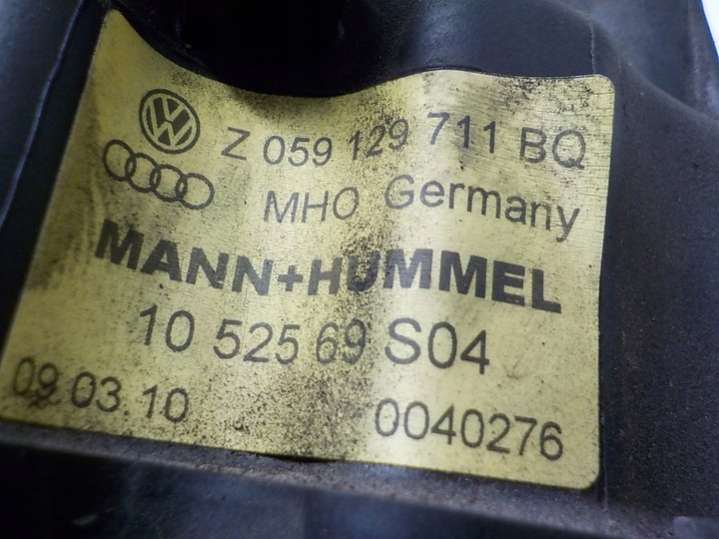 Z 059 129 711 BQ
MHO Germany
MANN+HUMMEL
10 525 69 S04
09.03.10 0040276